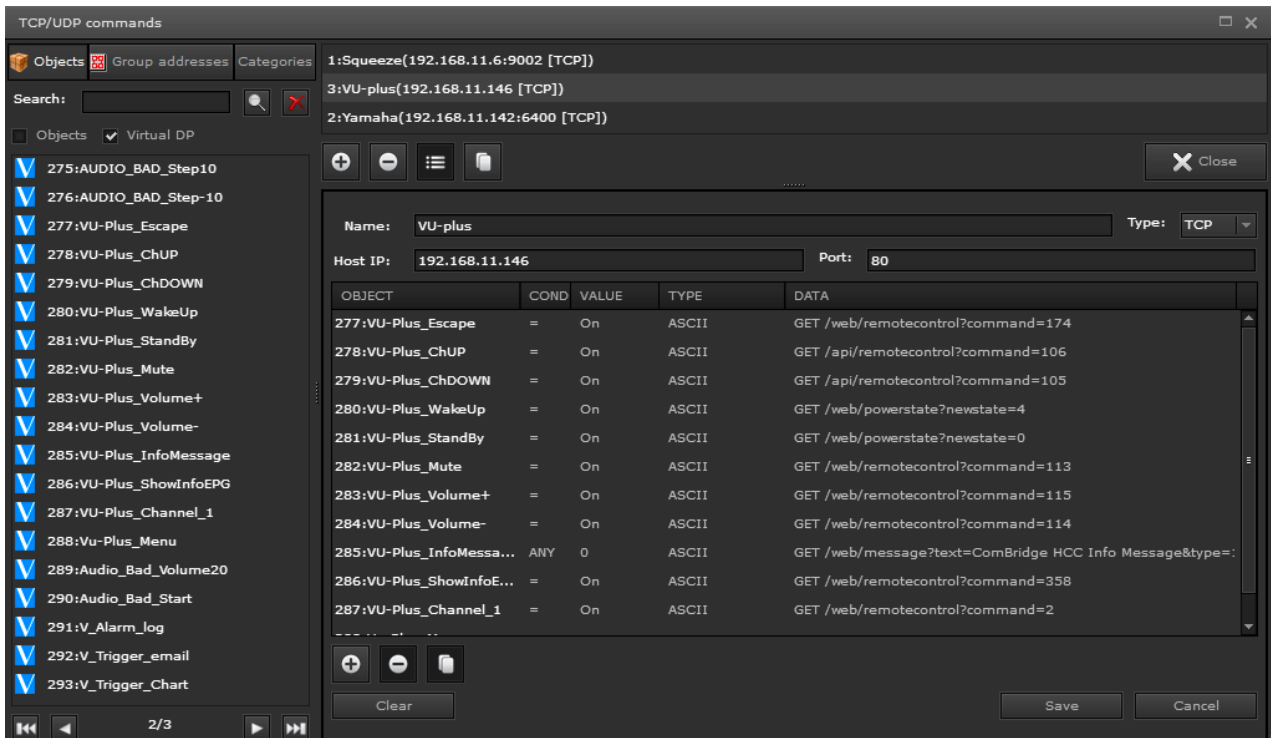 TCP/UDP commands
Objects Group addresses Categories
Search:
Objects Virtual DP
275:AUDIO_BAD_Step10
276:AUDIO_BAD_Step-10
277:VU-Plus_Escape
278:VU-Plus_ChUP
279:VU-Plus_ChDOWN
280:VU-Plus_WakeUp
281:VU-Plus_StandBy
282:VU-Plus_Mute
283:VU-Plus_Volume+
284:VU-Plus_Volume-
285:VU-Plus_InfoMessage
286:VU-Plus_ShowInfoEPG
287:VU-Plus_Channel_1
288:Vu-Plus_Menu
289:Audio_Bad_Volume20
290:Audio_Bad_Start
291:V_Alarm_log
292:V_Trigger_email
293:V_Trigger_Chart
2/3
1:Squeeze(192.168.11.6:9002 [TCP])
3:VU-plus(192.168.11.146 [TCP])
2:Yamaha(192.168.11.142:6400 [TCP])
Close
Name: VU-plus Type: TCP
Host IP: 192.168.11.146 Port: 80
OBJECT COND VALUE TYPE DATA
277:VU-Plus_Escape = On ASCII GET /web/remotecontrol?command=174
278:VU-Plus_ChUP = On ASCII GET /api/remotecontrol?command=106
279:VU-Plus_ChDOWN = On ASCII GET /api/remotecontrol?command=105
280:VU-Plus_WakeUp = On ASCII GET /web/powerstate?newstate=4
281:VU-Plus_StandBy = On ASCII GET /web/powerstate?newstate=0
282:VU-Plus_Mute = On ASCII GET /web/remotecontrol?command=113
283:VU-Plus_Volume+ = On ASCII GET /web/remotecontrol?command=115
284:VU-Plus_Volume- = On ASCII GET /web/remotecontrol?command=114
285:VU-Plus_InfoMessa... ANY 0 ASCII GET /web/message?text=ComBridge HCC Info Message&type=
286:VU-Plus_ShowInfoE... = On ASCII GET /web/remotecontrol?command=358
287:VU-Plus_Channel_1 = On ASCII GET /web/remotecontrol?command=2
Clear Save Cancel